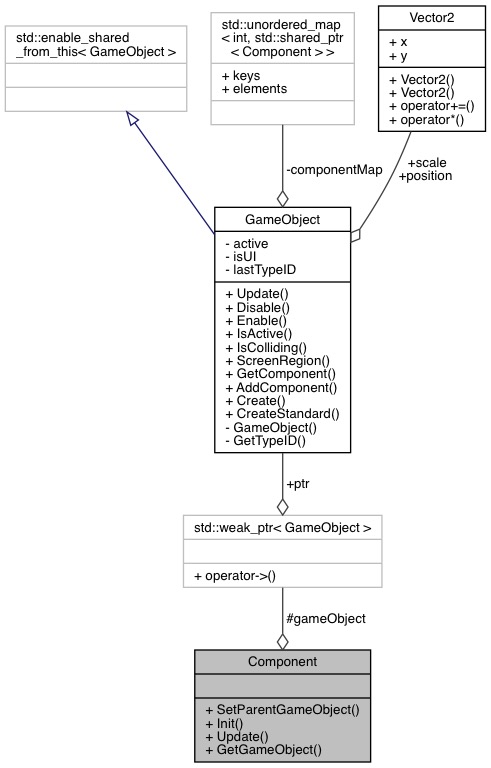 std::enable_shared
_from_this< GameObject >
std::unordered_map
< int, std::shared_ptr
< Component > >
+ keys
+ elements
Vector2
+ x
+ y
+ Vector2()
+ Vector2()
+ operator+=()
+ operator*()
-componentMap
+scale
+position
GameObject
- active
- isUI
- lastTypeID
+ Update()
+ Disable()
+ Enable()
+ IsActive()
+ IsColliding()
+ ScreenRegion()
+ GetComponent()
+ AddComponent()
+ Create()
+ CreateStandard()
- GameObject()
- GetTypeID()
+ptr
std::weak_ptr< GameObject >
+ operator->()
#gameObject
Component
+ SetParentGameObject()
+ Init()
+ Update()
+ GetGameObject()